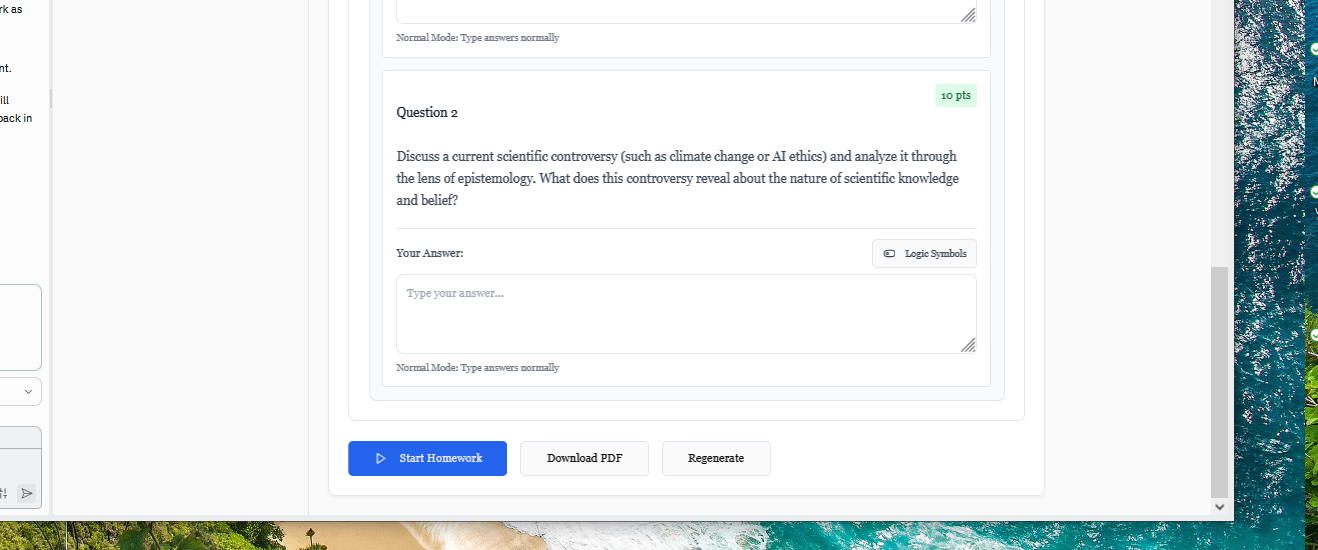 rk as
nt.
ill
back in
Normal Mode: Type answers normally
10 pts
Question 2
Discuss a current scientific controversy (such as climate change or AI ethics) and analyze it through
the lens of epistemology. What does this controversy reveal about the nature of scientific knowledge
and belief?
Your Answer:
Logic Symbols
Type your answer...
Normal Mode: Type answers normally
Start Homework
Download PDF
Regenerate